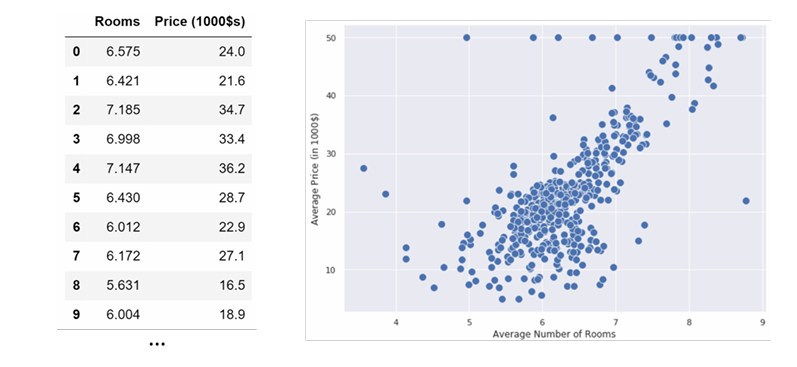 Rooms Price (1000$s)
0 6.575 24.0
1 6.421 21.6
2 7.185 34.7
3 6.998 33.4
4 7.147 36.2
5 6.430 28.7
6 6.012 22.9
7 6.172 27.1
8 5.631 16.5
9 6.004 18.9
...
Average Price (in 1000$)
50
40
30
20
10
4 5 6 7 8 9
Average Number of Rooms